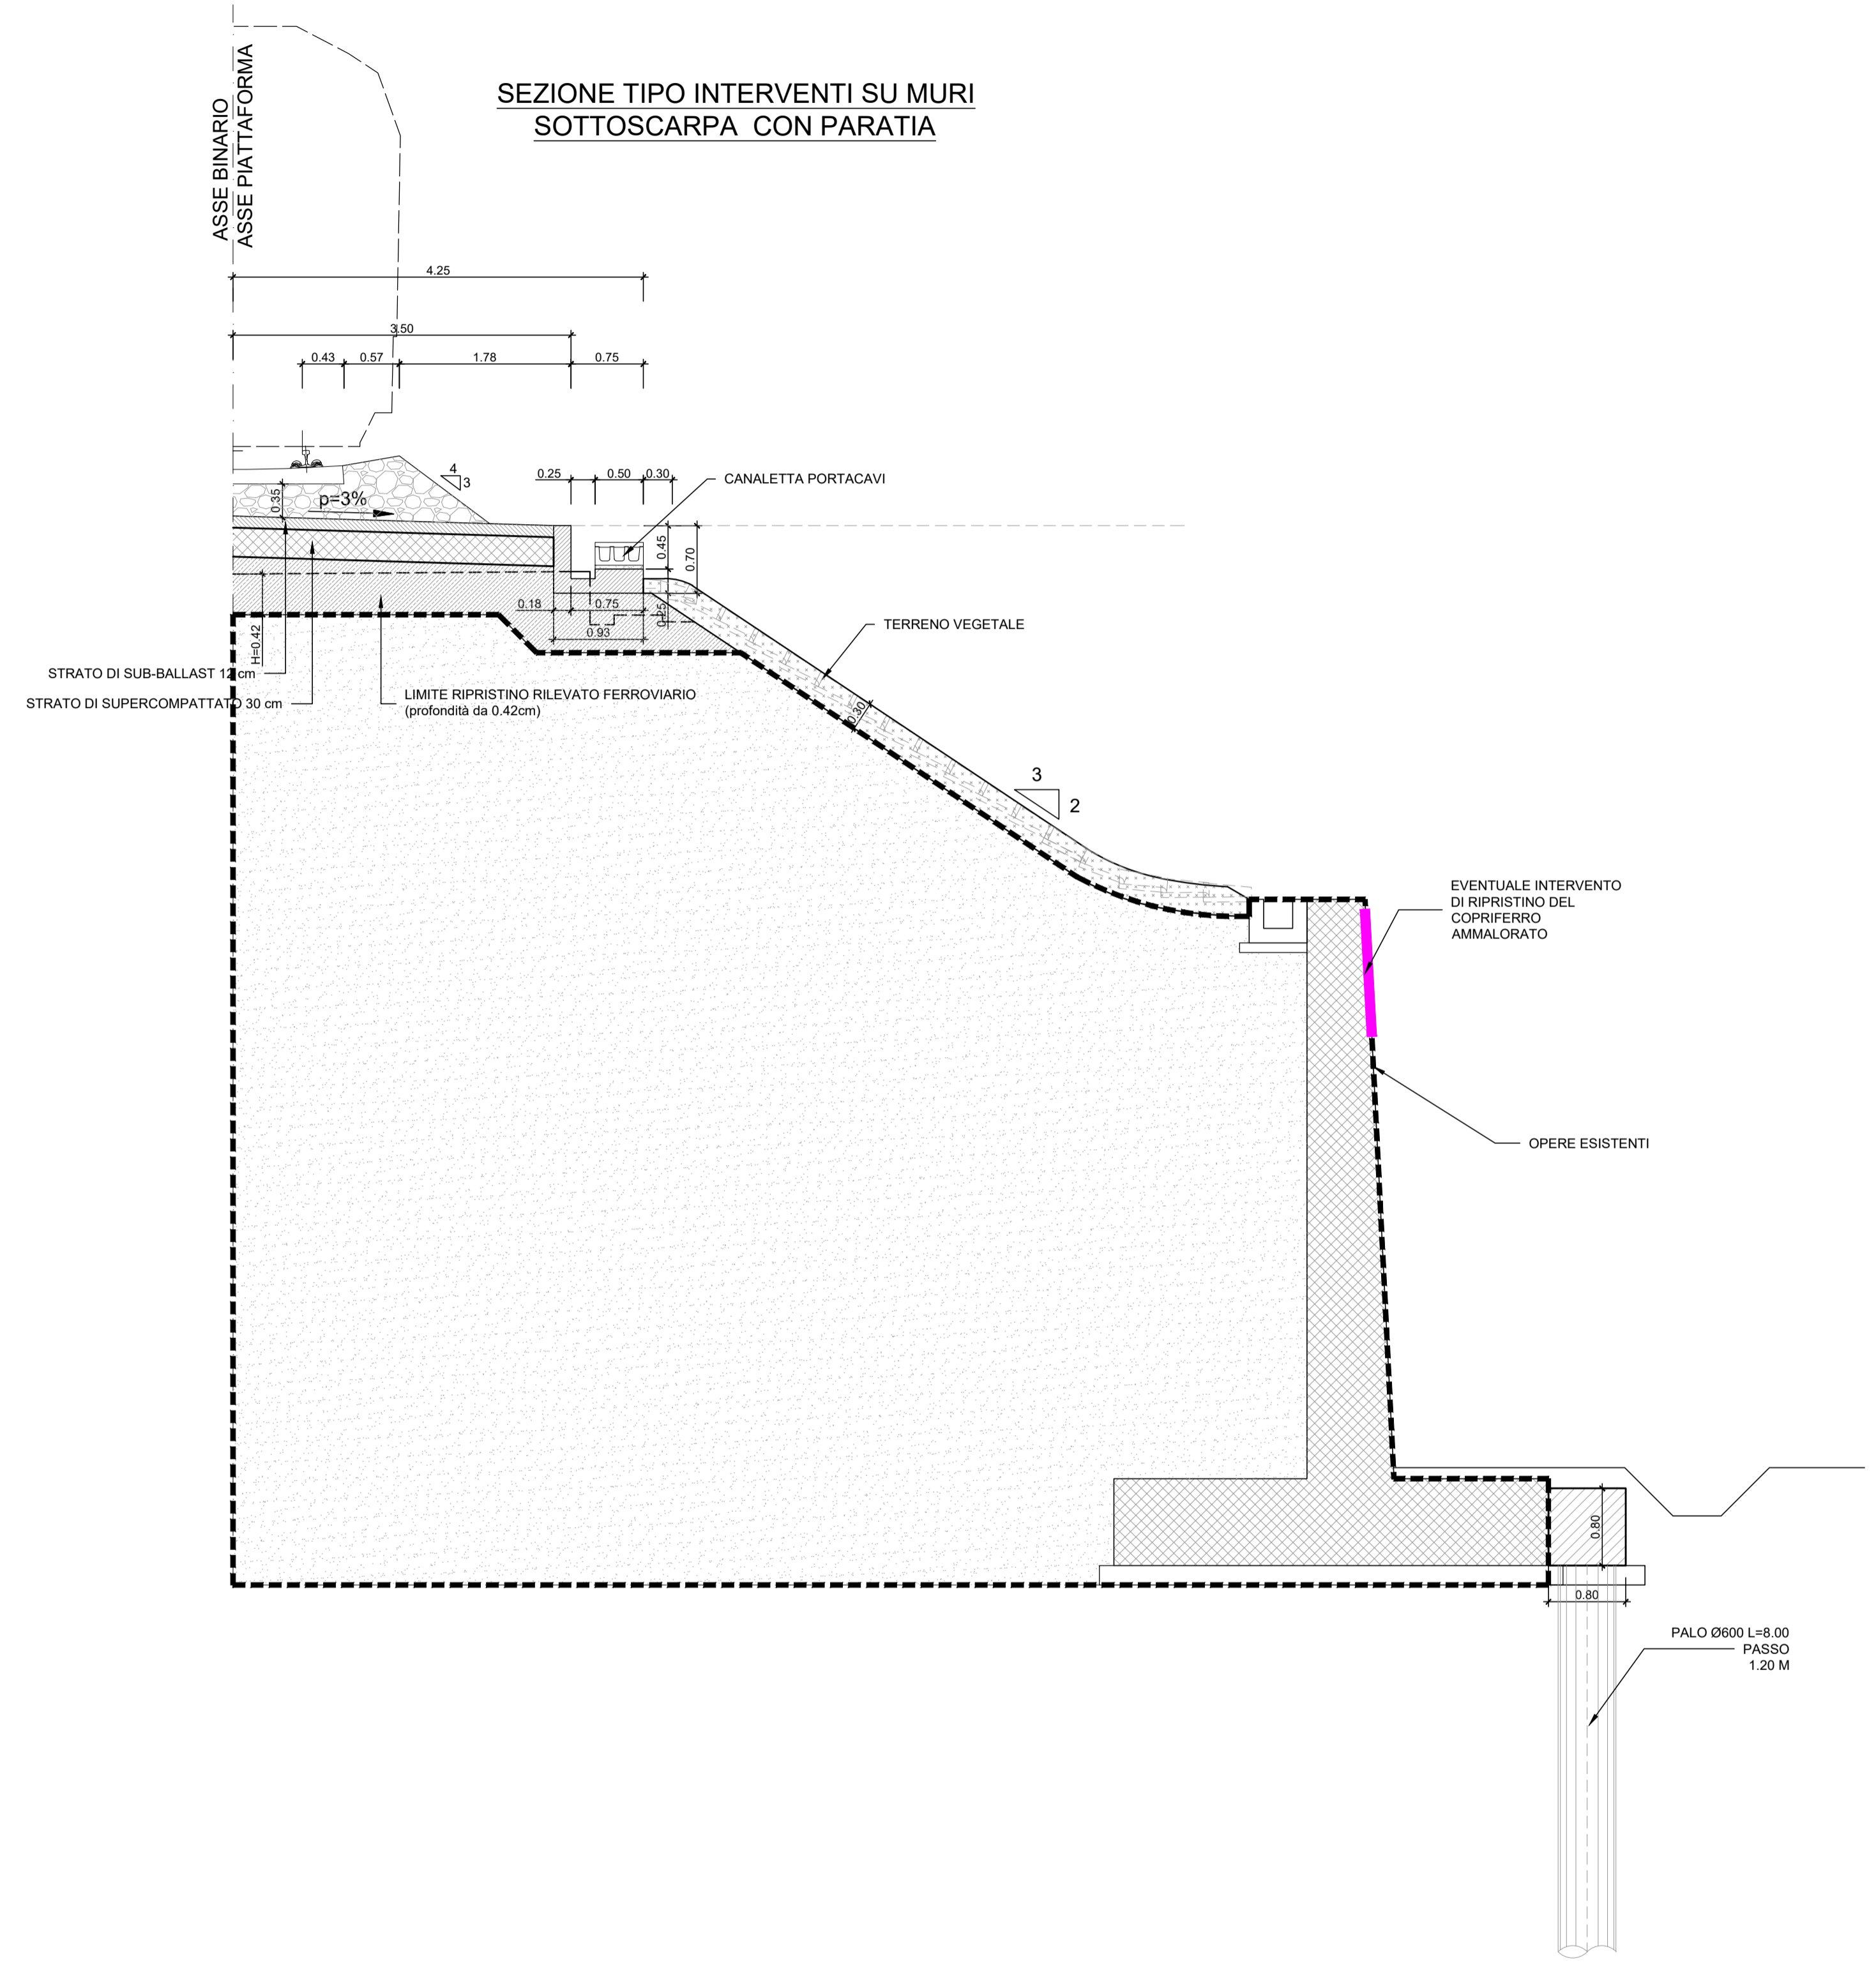 SEZIONE TIPO INTERVENTI SU MURI
SOTTOSCARPA CON PARATIA
ASSE BINARIO
ASSE PIATTAFORMA
4.25
3.50
0.43
0.57
1.78
0.75
4
3
0.25
0.50
0.30
CANALETTA PORTACAVI
0.35
p=3%
0.45
0.70
0.18
0.75
0.25
0.93
H=0.42
TERRENO VEGETALE
STRATO DI SUB-BALLAST 12 cm
STRATO DI SUPERCOMPATTATO 30 cm
LIMITE RIPRISTINO RILEVATO FERROVIARIO
(profondità da 0.42cm)
0.30
3
2
EVENTUALE INTERVENTO
DI RIPRISTINO DEL
COPRIFERRO
AMMALORATO
OPERE ESISTENTI
0.80
0.80
PALO Ø600 L=8.00
PASSO
1.20 M